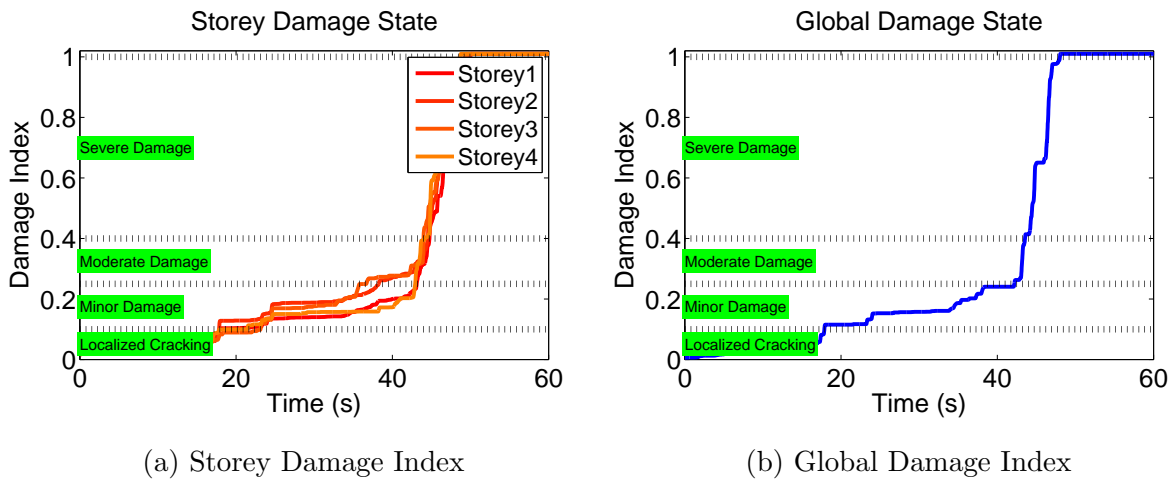 Storey Damage State
Damage Index
1
0.8
0.6
0.4
0.2
0
Severe Damage
Moderate Damage
Minor Damage
Localized Cracking
Storey1
Storey2
Storey3
Storey4
0
20
40
60
Time (s)
(a) Storey Damage Index
Global Damage State
Damage Index
1
0.8
0.6
0.4
0.2
0
Severe Damage
Moderate Damage
Minor Damage
Localized Cracking
0
20
40
60
Time (s)
(b) Global Damage Index